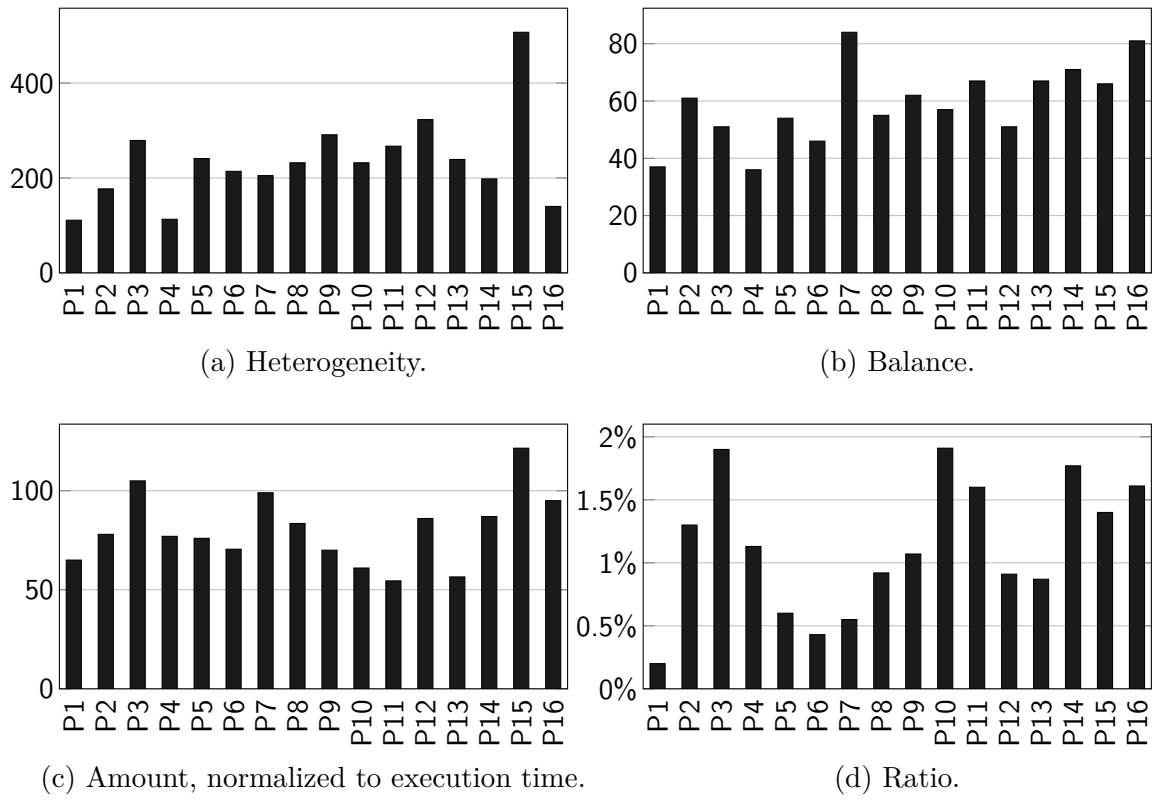 400
200
0
P1 P2 P3 P4 P5 P6 P7 P8 P9 P10 P11 P12 P13 P14 P15 P16
(a) Heterogeneity.
80
60
40
20
0
P1 P2 P3 P4 P5 P6 P7 P8 P9 P10 P11 P12 P13 P14 P15 P16
(b) Balance.
100
50
0
P1 P2 P3 P4 P5 P6 P7 P8 P9 P10 P11 P12 P13 P14 P15 P16
(c) Amount, normalized to execution time.
2%
1.5%
1%
0.5%
0%
P1 P2 P3 P4 P5 P6 P7 P8 P9 P10 P11 P12 P13 P14 P15 P16
(d) Ratio.